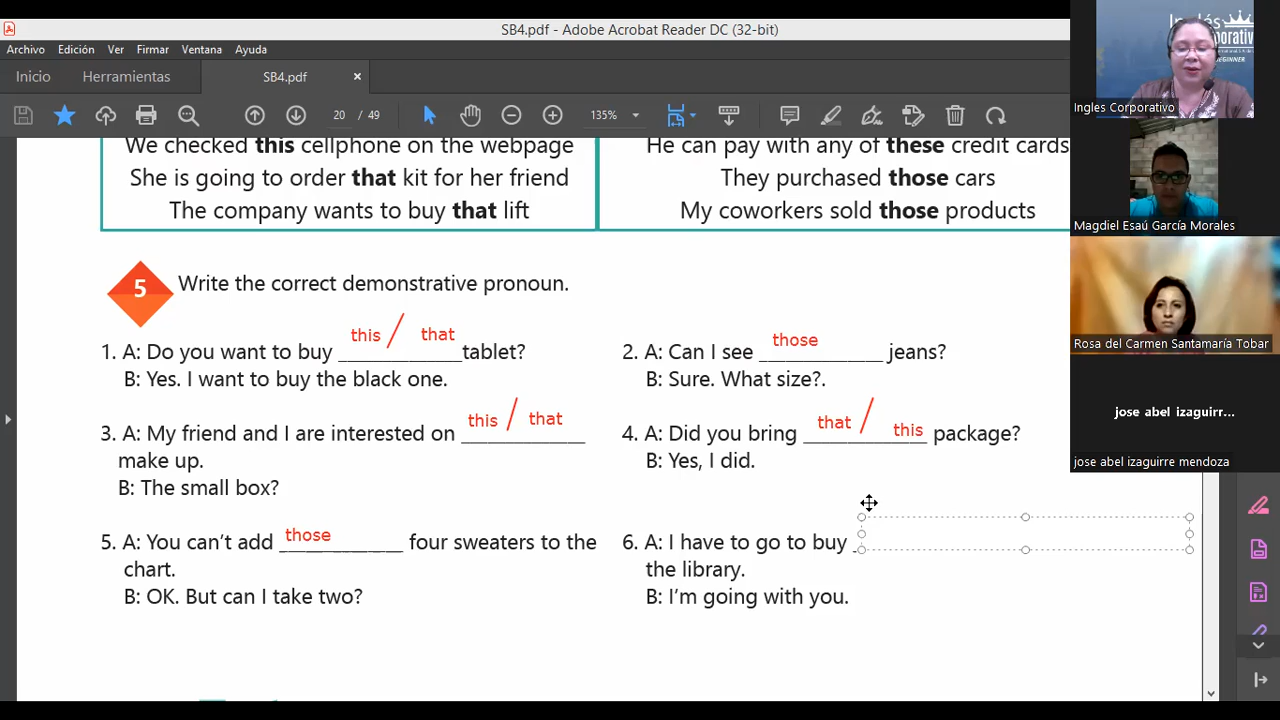 SB4.pdf - Adobe Acrobat Reader DC (32-bit)
Archivo Edición Ver Firmar Ventana Ayuda
Inicio Herramientas SB4.pdf ×
20 / 49 135%
We checked this cellphone on the webpage
She is going to order that kit for her friend
The company wants to buy that lift
He can pay with any of these credit cards
They purchased those cars
My coworkers sold those products
5 Write the correct demonstrative pronoun.
this / that
1. A: Do you want to buy ____________tablet?
B: Yes. I want to buy the black one.
those
2. A: Can I see ____________ jeans?
B: Sure. What size?.
this / that
3. A: My friend and I are interested on ____________
make up.
B: The small box?
that / this
4. A: Did you bring ____________ package?
B: Yes, I did.
those
5. A: You can't add ____________ four sweaters to the
chart.
B: OK. But can I take two?
6. A: I have to go to buy
the library.
B: I'm going with you.
Ingles Corporativo
Magdiel Esaú García Morales
Rosa del Carmen Santamaría Tobar
jose abel izaguirr...
jose abel izaguirre mendoza